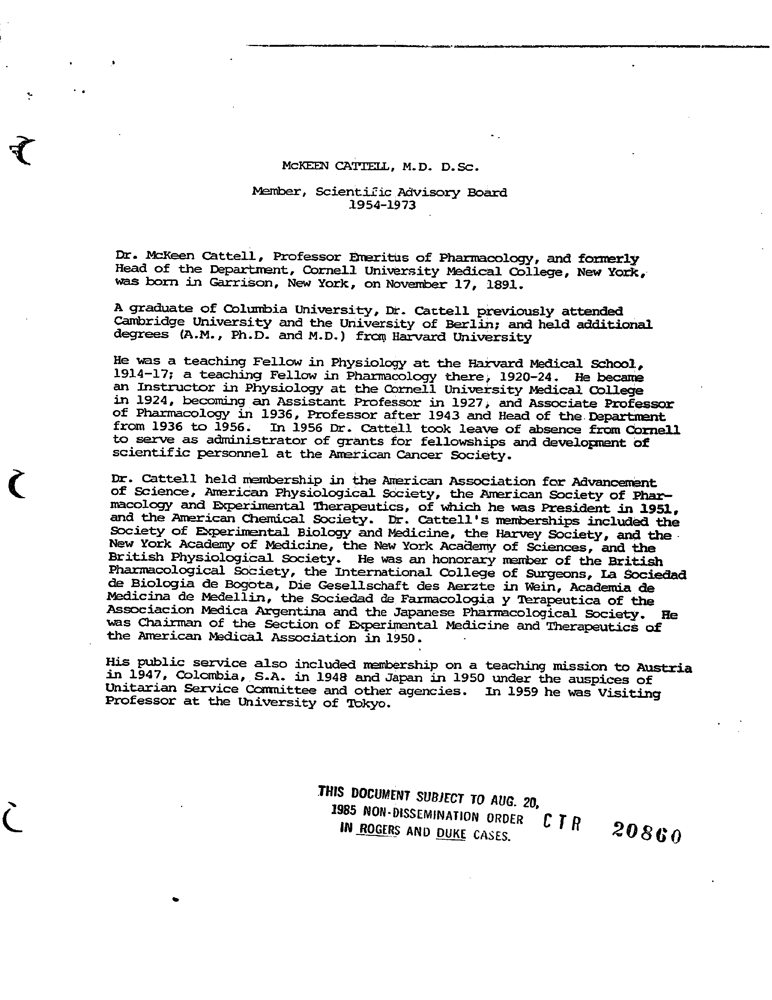 McKEEN CATTELL, M.D. D.Sc.
Member, Scientific Advisory Board
1954-1973
Dr. McKeen Cattell, Professor Emeritus of Pharmacology, and formerly
Head of the Department, Cornell University Medical College, New York,
was born in Garrison, New York, on November 17, 1891.
A graduate of Columbia University, Dr. Cattell previously attended
Cambridge University and the University of Berlin; and held additional
degrees (A.M., Ph.D. and M.D.) from Harvard University
He was a teaching Fellow in Physiology at the Harvard Medical School,
1914-17; a teaching Fellow in Pharmacology there, 1920-24. He became
an Instructor in Physiology at the Cornell University Medical College
in 1924, becoming an Assistant Professor in 1927, and Associate Professor
of Pharmacology in 1936, Professor after 1943 and Head of the Department
from 1936 to 1956. In 1956 Dr. Cattell took leave of absence from Cornell
to serve as administrator of grants for fellowships and development of
scientific personnel at the American Cancer Society.
Dr. Cattell held membership in the American Association for Advancement
of Science, American Physiological Society, the American Society of Phar-
macology and Experimental Therapeutics, of which he was President in 1951,
and the American Chemical Society. Dr. Cattell's memberships included the
Society of Experimental Biology and Medicine, the Harvey Society, and the
New York Academy of Medicine, the New York Academy of Sciences, and the
British Physiological Society. He was an honorary member of the British
Pharmacological Society, the International College of Surgeons, La Sociedad
de Biologia de Bogota, Die Gesellschaft des Aerzte in Wein, Academia de
Medicina de Medellin, the Sociedad de Farmacologia y Terapeutica of the
Associacion Medica Argentina and the Japanese Pharmacological Society. He
was Chairman of the Section of Experimental Medicine and Therapeutics of
the American Medical Association in 1950.
His public service also included membership on a teaching mission to Austria
in 1947, Colombia, S.A. in 1948 and Japan in 1950 under the auspices of
Unitarian Service Committee and other agencies. In 1959 he was Visiting
Professor at the University of Tokyo.
THIS DOCUMENT SUBJECT TO AUG. 20,
1985 NON-DISSEMINATION ORDER
IN ROGERS AND DUKE CASES.
CTR 20860